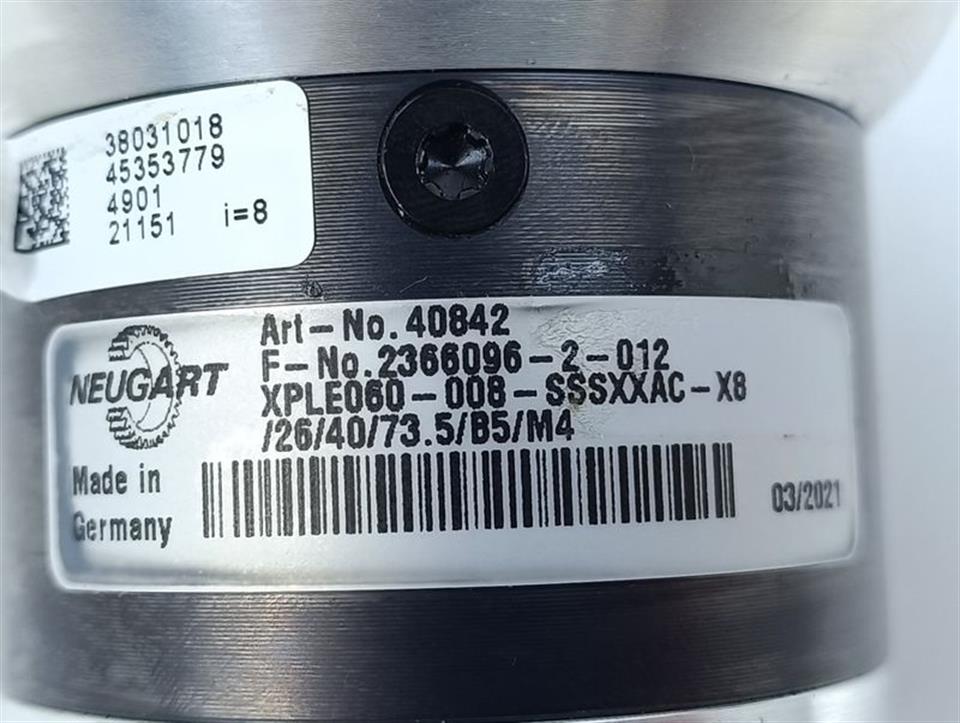 38031018
45353779
4901
21151 i=8
NEUGART
Art-No. 40842
F-No. 2366096-2-012
XPLE060-008-SSSXXAC-X8
/26/40/73.5/B5/M4
Made in
Germany
03/2021